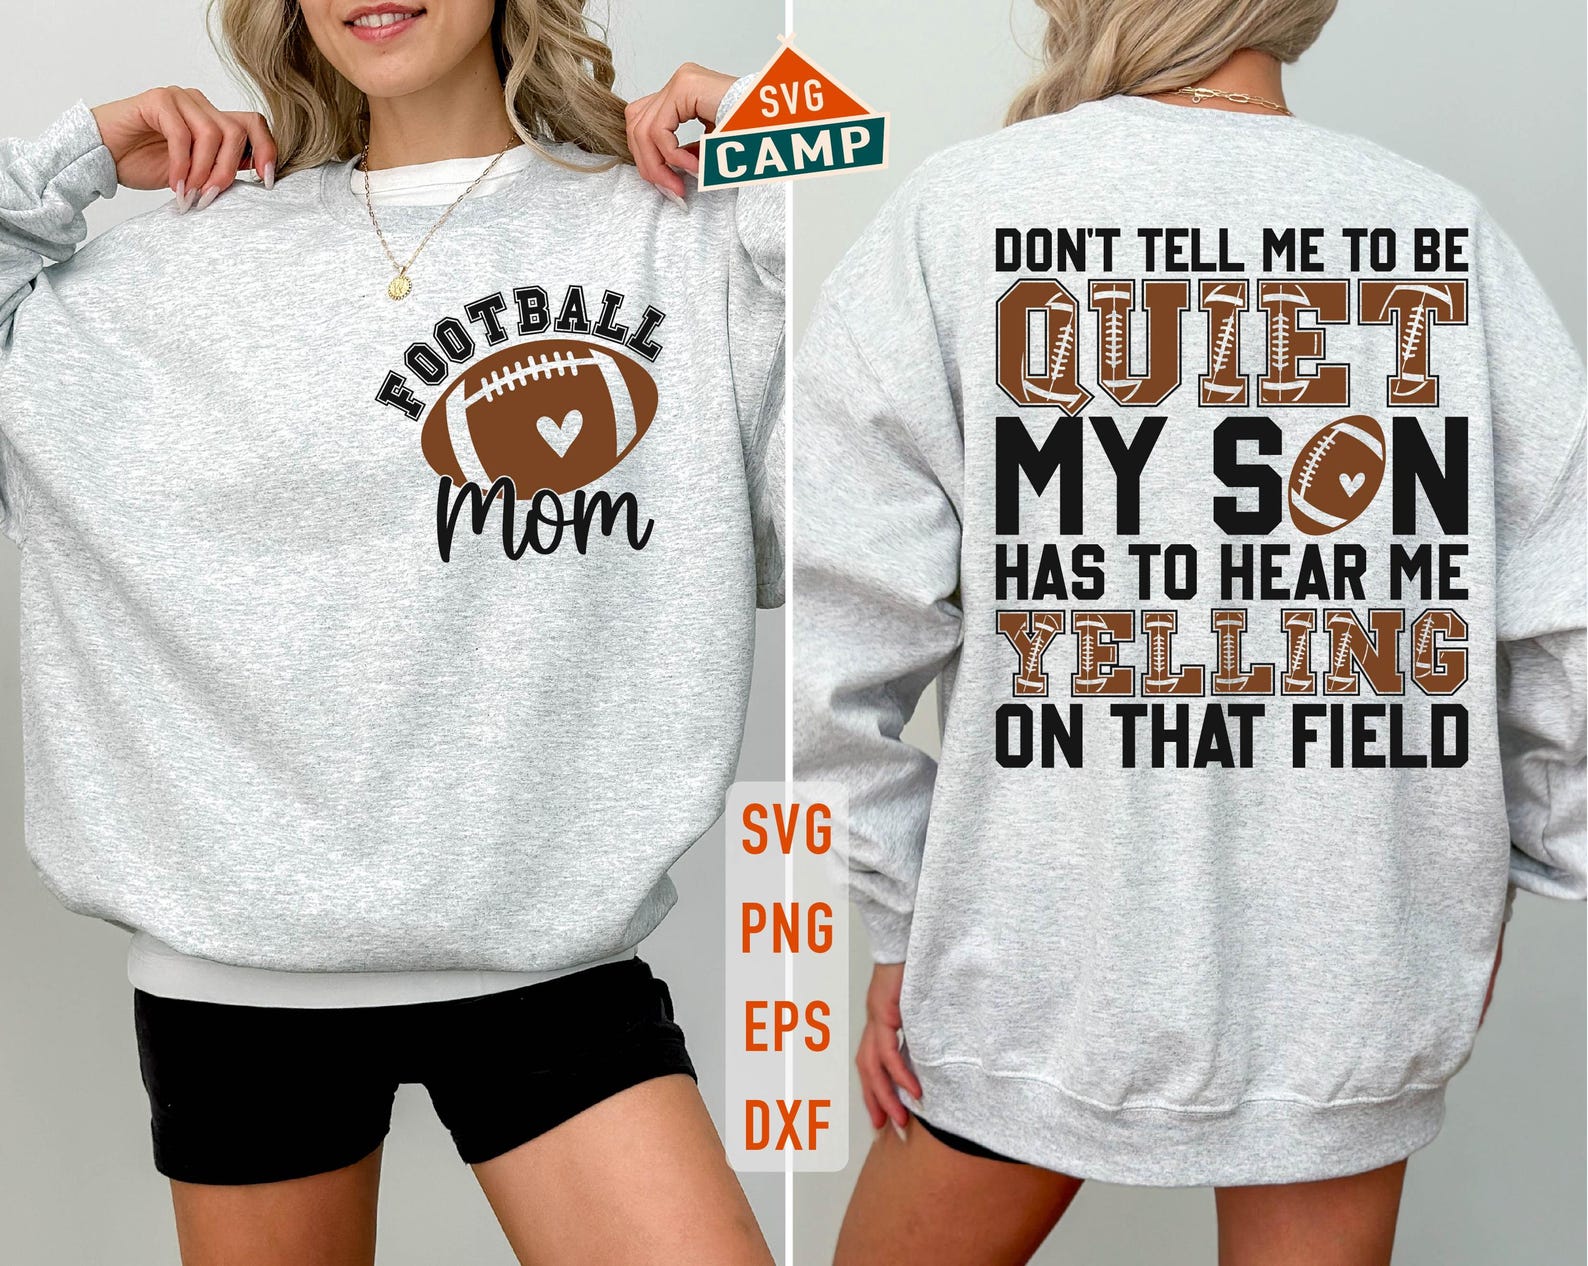 SVG
CAMP
FOOTBALL
Mom
DON'T TELL ME TO BE
QUIET
MY SON
HAS TO HEAR ME
YELLING
ON THAT FIELD
SVG
PNG
EPS
DXF